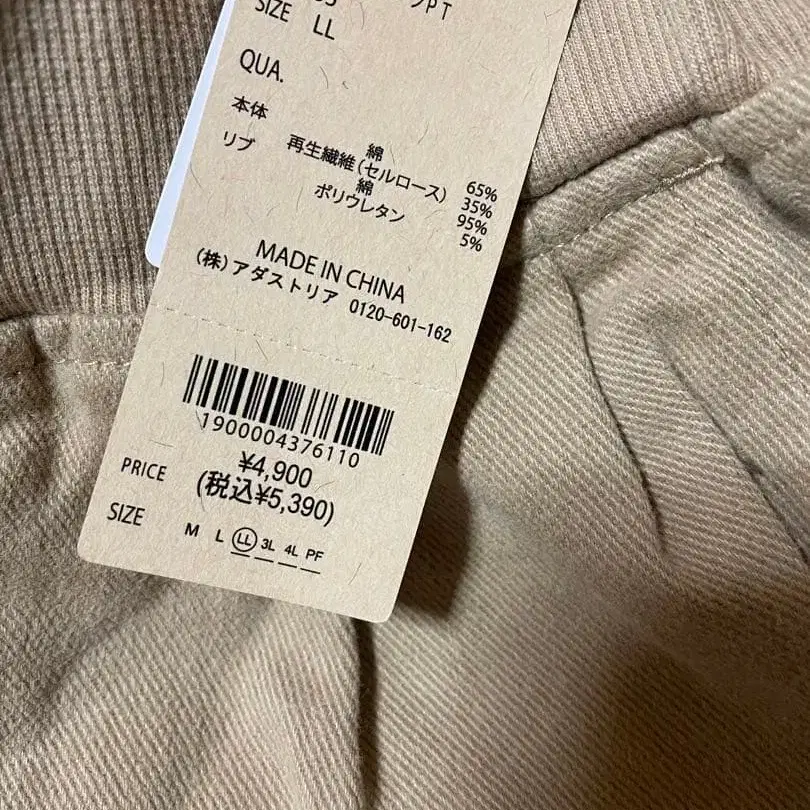 SIZE LL
QUA.
本体 綿 65%
再生繊維(セルロース) 35%
リブ 綿 95%
ポリウレタン 5%
MADE IN CHINA
(株)アダストリア 0120-601-162
1900004376110
PRICE ¥4,900
(税込¥5,390)
SIZE M L LL 3L 4L PF